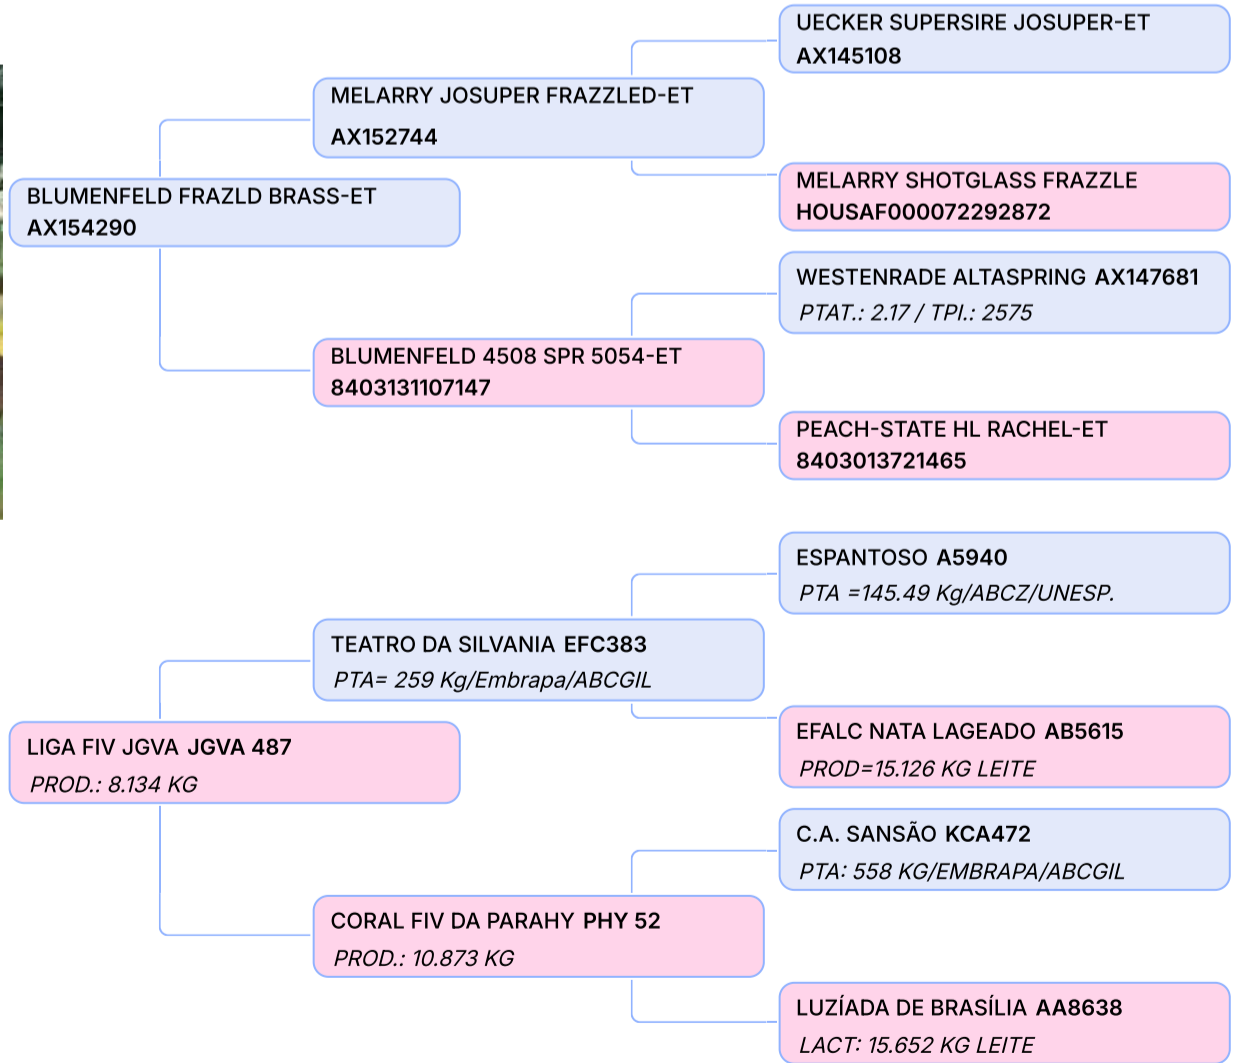 UECKER SUPERSIRE JOSUPER-ET
AX145108
MELARRY JOSUPER FRAZZLED-ET
AX152744
MELARRY SHOTGLASS FRAZZLE
HOUSAF000072292872
BLUMENFELD FRAZLD BRASS-ET
AX154290
WESTENRADE ALTASPRING AX147681
PTAT.: 2.17 / TPI.: 2575
BLUMENFELD 4508 SPR 5054-ET
8403131107147
PEACH-STATE HL RACHEL-ET
8403013721465
ESPANTOSO A5940
PTA =145.49 Kg/ABCZ/UNESP.
TEATRO DA SILVANIA EFC383
PTA= 259 Kg/Embrapa/ABCGIL
EFALC NATA LAGEADO AB5615
PROD=15.126 KG LEITE
LIGA FIV JGVA JGVA 487
PROD.: 8.134 KG
C.A. SANSÃO KCA472
PTA: 558 KG/EMBRAPA/ABCGIL
CORAL FIV DA PARAHY PHY 52
PROD.: 10.873 KG
LUZÍADA DE BRASÍLIA AA8638
LACT: 15.652 KG LEITE